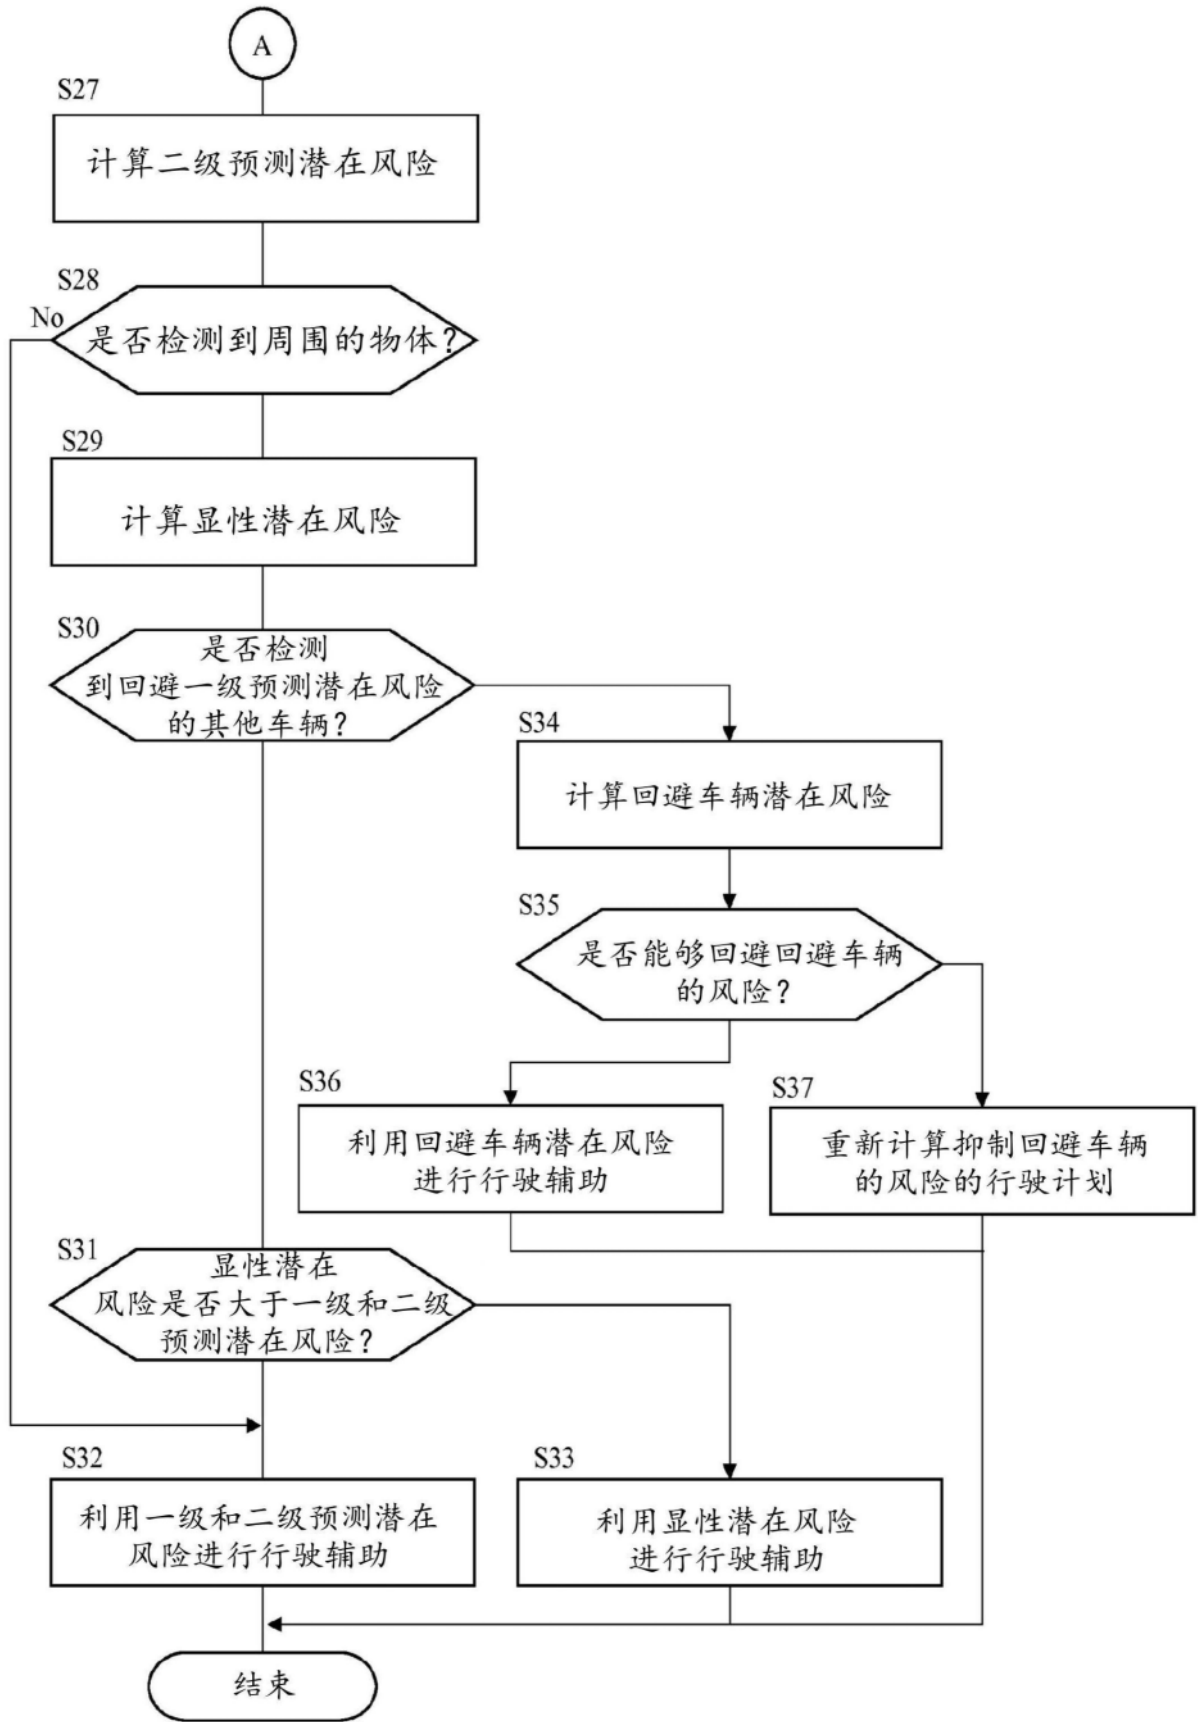 A
S27
计算二级预测潜在风险
S28
No
是否检测到周围的物体?
S29
计算显性潜在风险
S30
是否检测
到回避一级预测潜在风险
的其他车辆?
S34
计算回避车辆潜在风险
S35
是否能够回避回避车辆
的风险?
S36
利用回避车辆潜在风险
进行行驶辅助
S37
重新计算抑制回避车辆
的风险的行驶计划
S31
显性潜在
风险是否大于一级和二级
预测潜在风险?
S32
利用一级和二级预测潜在
风险进行行驶辅助
S33
利用显性潜在风险
进行行驶辅助
结束